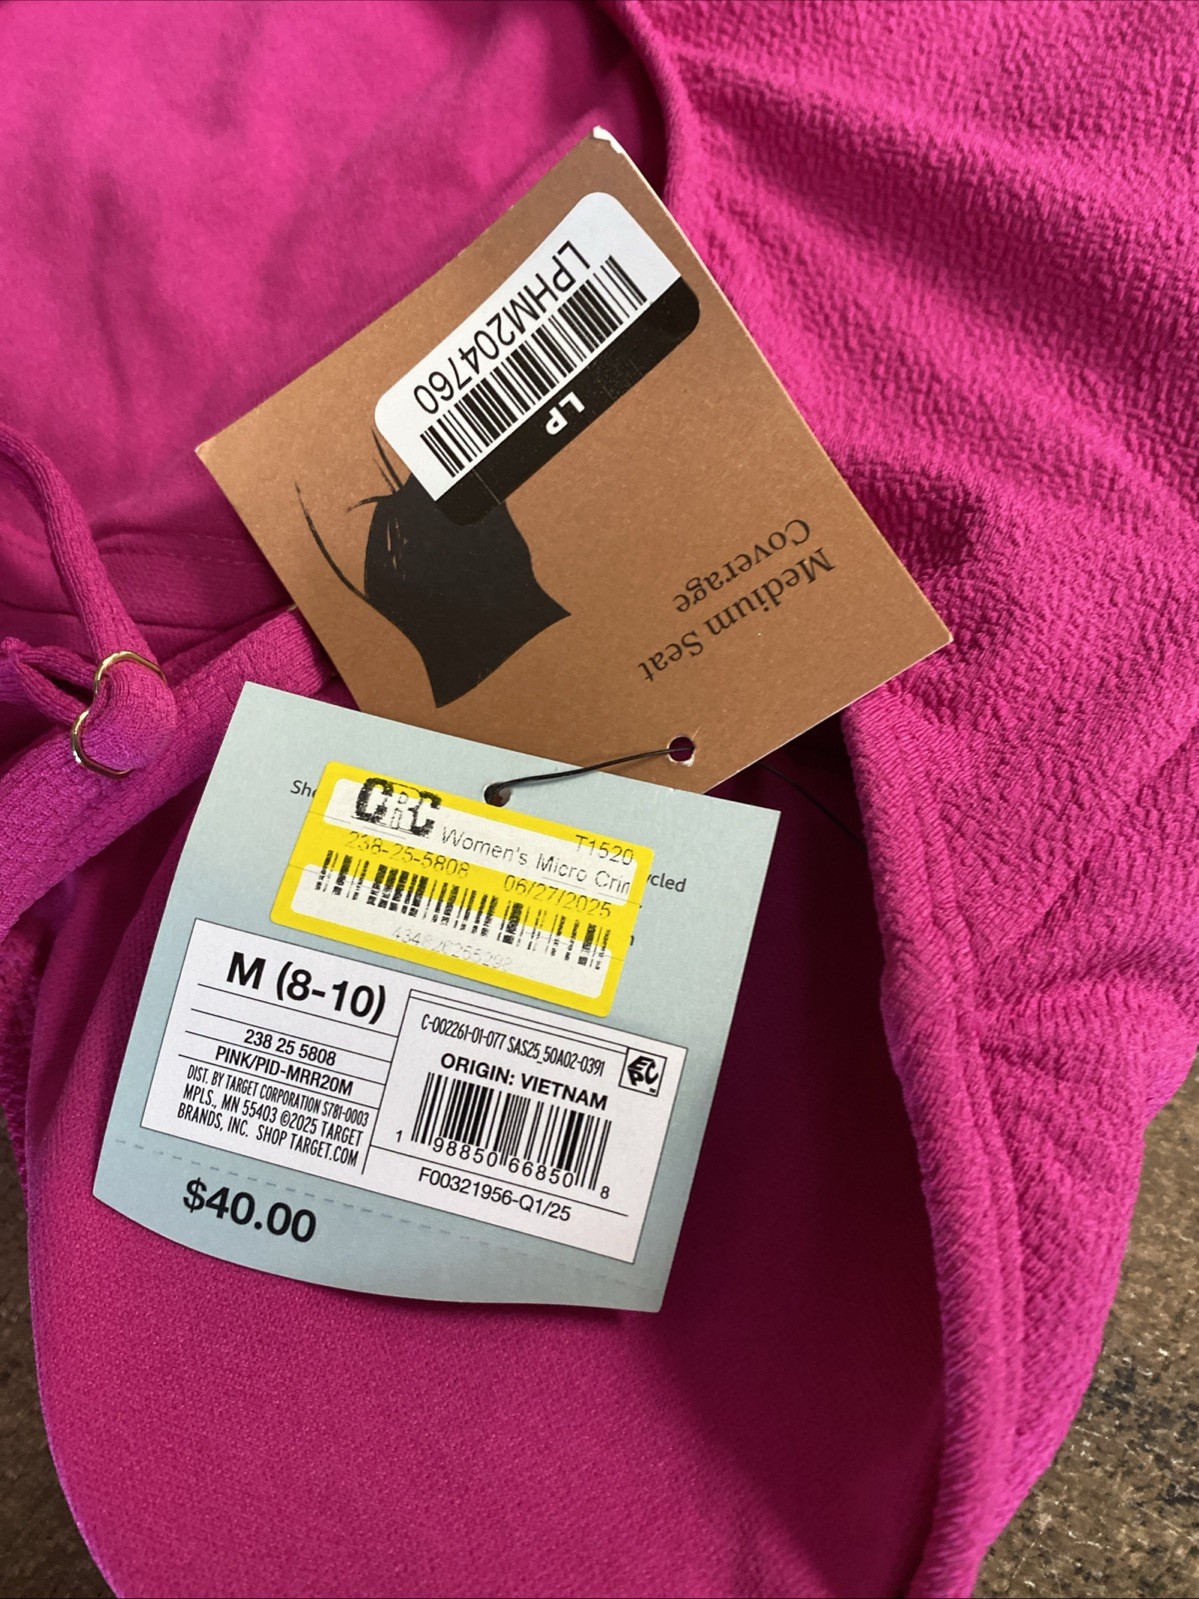 LPHM204760
LP
Medium Seat
Coverage
CRC
T1520
Women's Micro Crin
238-25-5808
06/27/2025
ycled
M (8-10)
238 25 5808
PINK/PID-MRR20M
DIST. BY TARGET CORPORATION S781-0003
MPLS., MN 55403 ©2025 TARGET
BRANDS, INC. SHOP TARGET.COM
C-002261-01-077 SAS25_50A02-0391
EPC
ORIGIN: VIETNAM
1 98850 66850 8
F00321956-Q1/25
$40.00